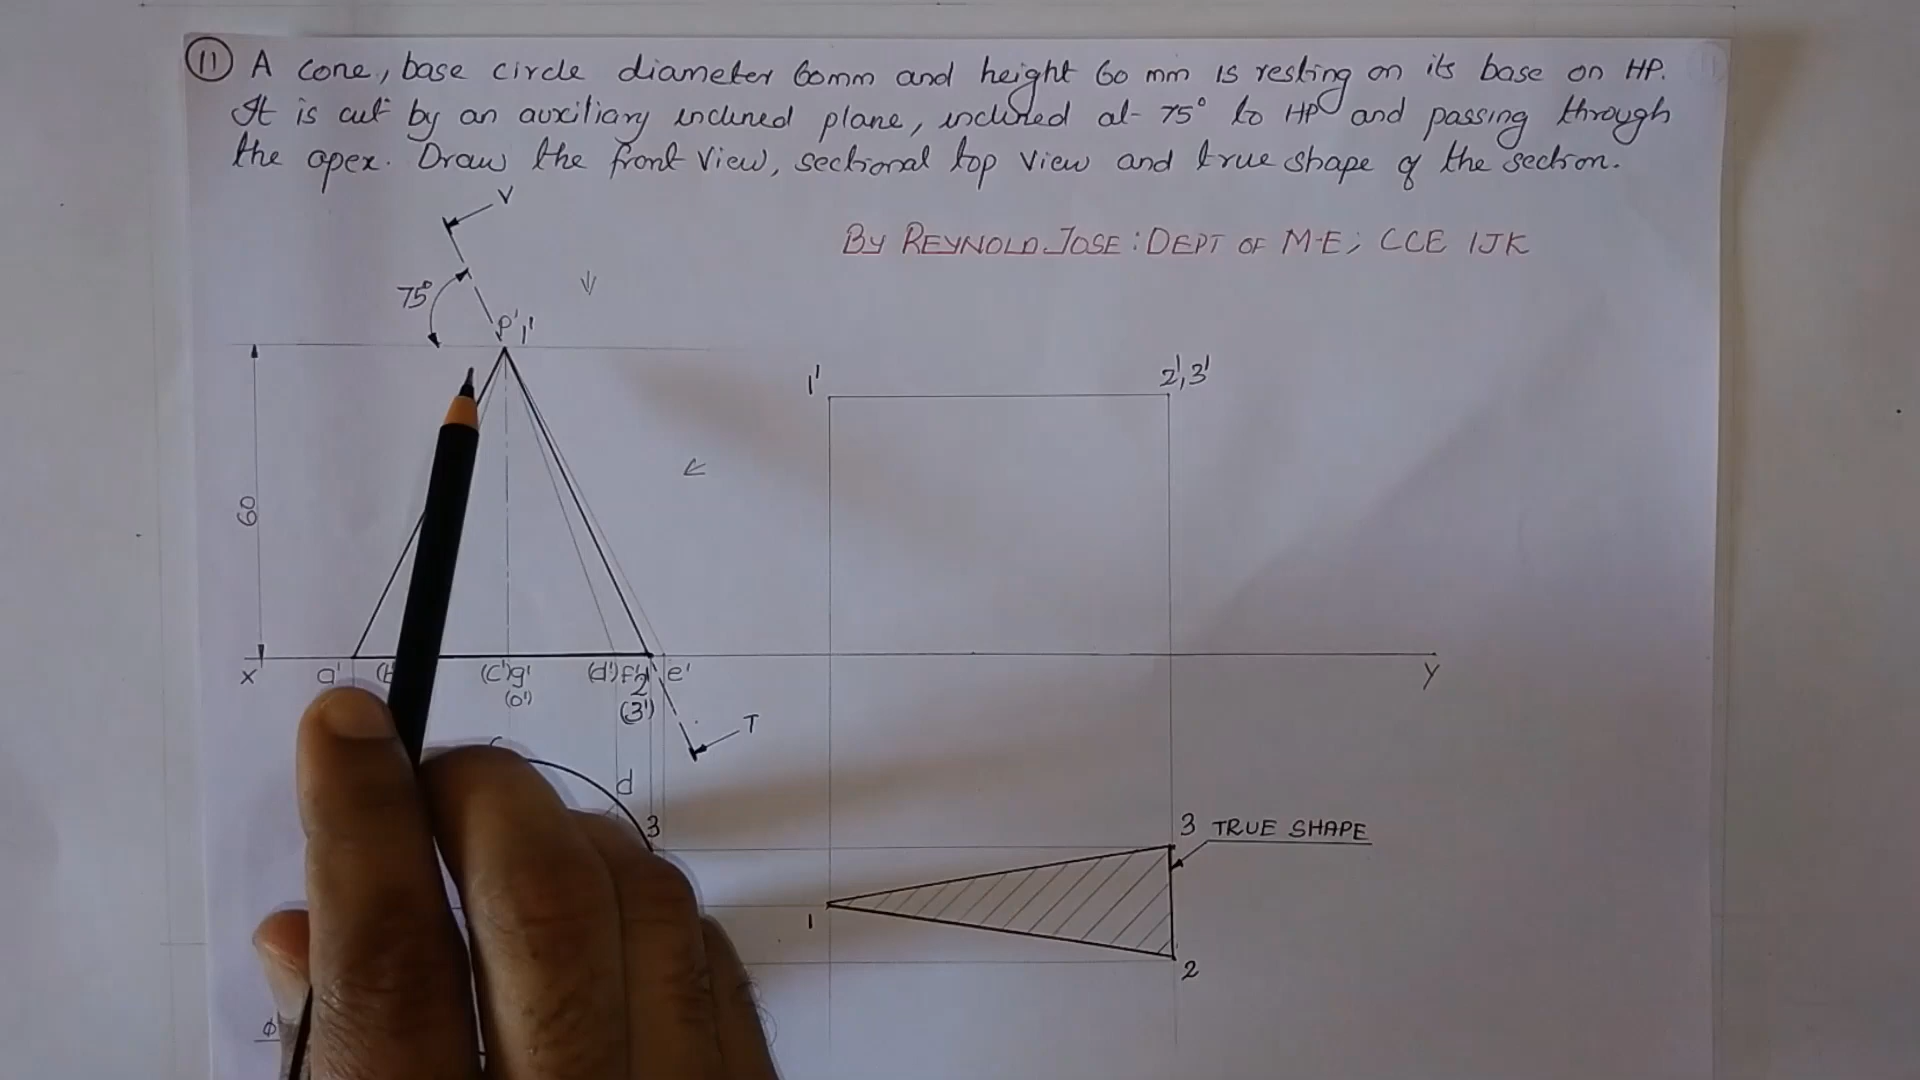 11 A cone, base circle diameter 60mm and height 60 mm is resting on its base on HP.
It is cut by an auxiliary inclined plane, inclined at 75° to HP and passing through
the apex. Draw the front view, sectional top view and true shape of the section.
V
By REYNOLD JOSE : DEPT OF M-E; CCE IJK
75°
P' 1'
1' 2', 3'
60
X a' (c') g' (d') f' 2' e' Y
(o') (3')
T
d
3 3 TRUE SHAPE
1
2
ϕ